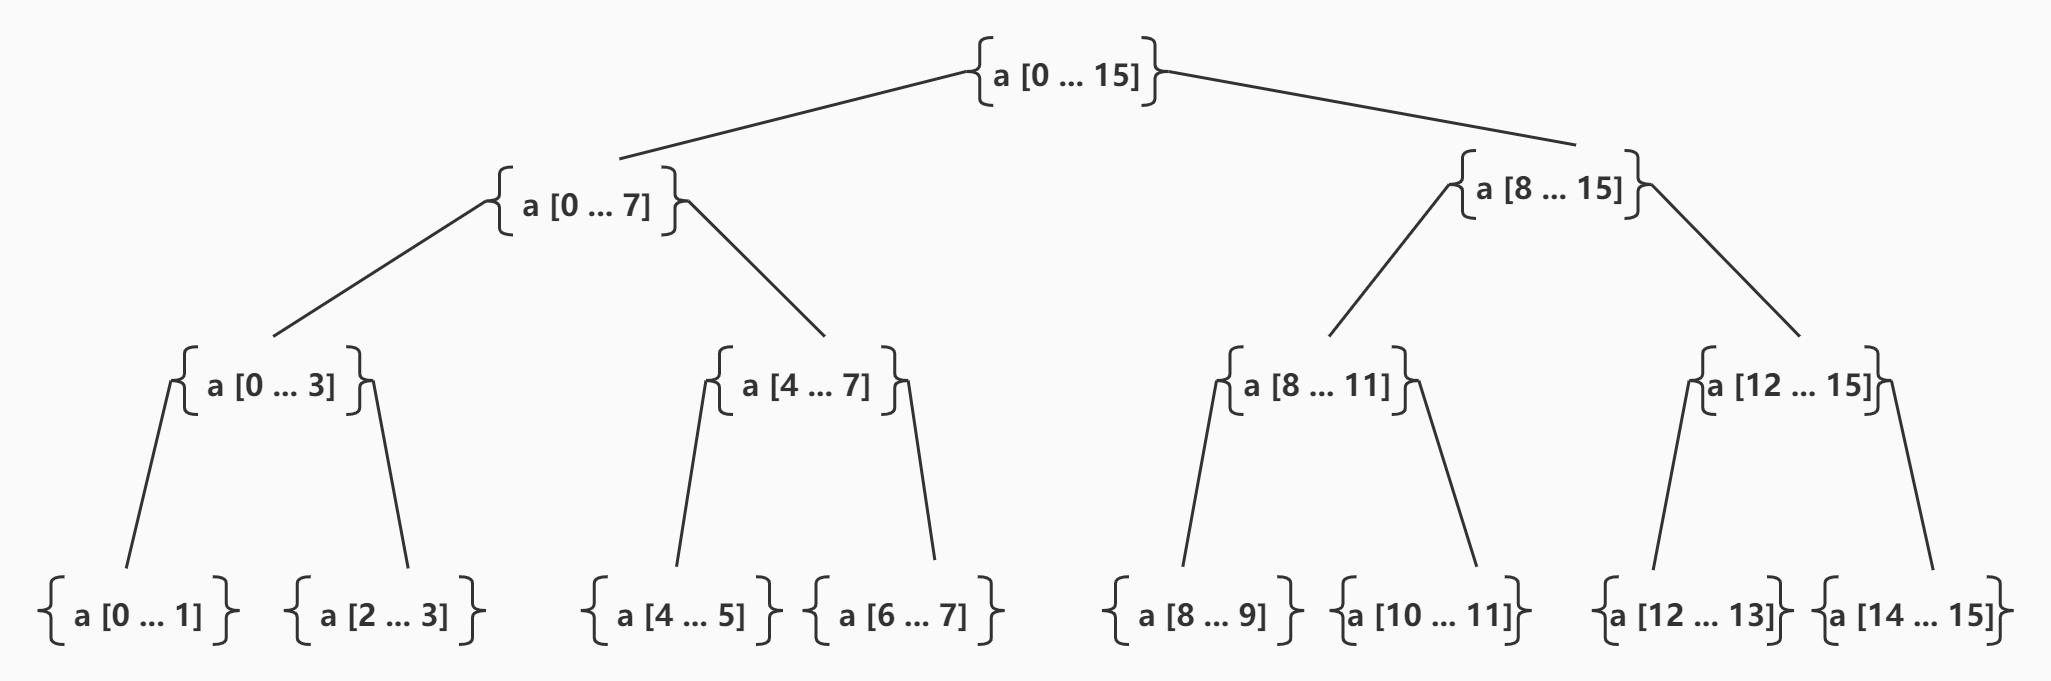 {a [0 ... 15]}
{a [0 ... 7]}
{a [8 ... 15]}
{a [0 ... 3]}
{a [4 ... 7]}
{a [8 ... 11]}
{a [12 ... 15]}
{a [0 ... 1]}
{a [2 ... 3]}
{a [4 ... 5]}
{a [6 ... 7]}
{a [8 ... 9]}
{a [10 ... 11]}
{a [12 ... 13]}
{a [14 ... 15]}